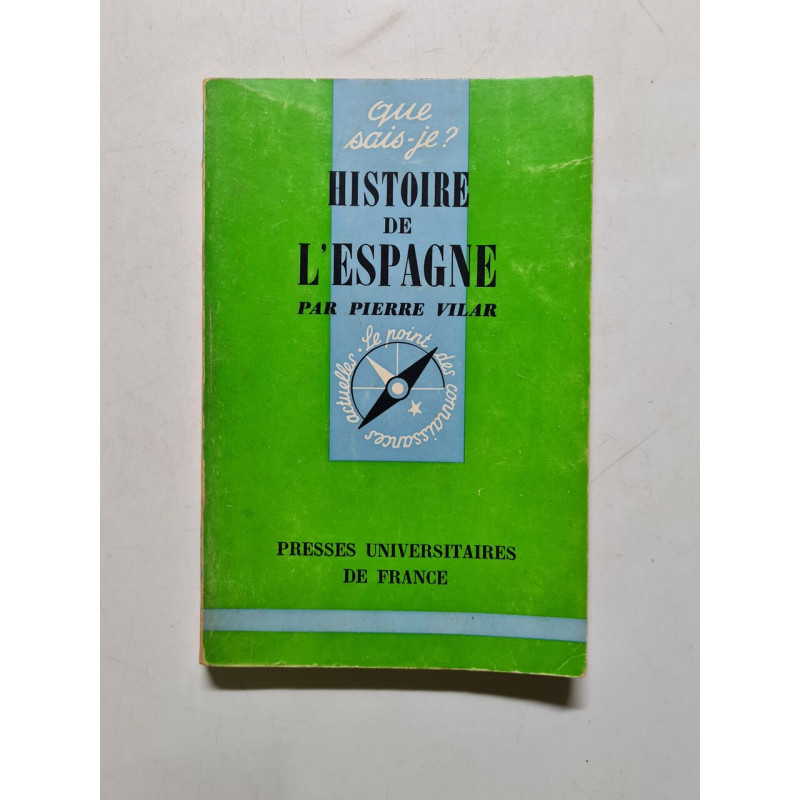 que
sais-je?
HISTOIRE
DE
L'ESPAGNE
PAR PIERRE VILAR
Le point des connaissances actuelles.
PRESSES UNIVERSITAIRES
DE FRANCE